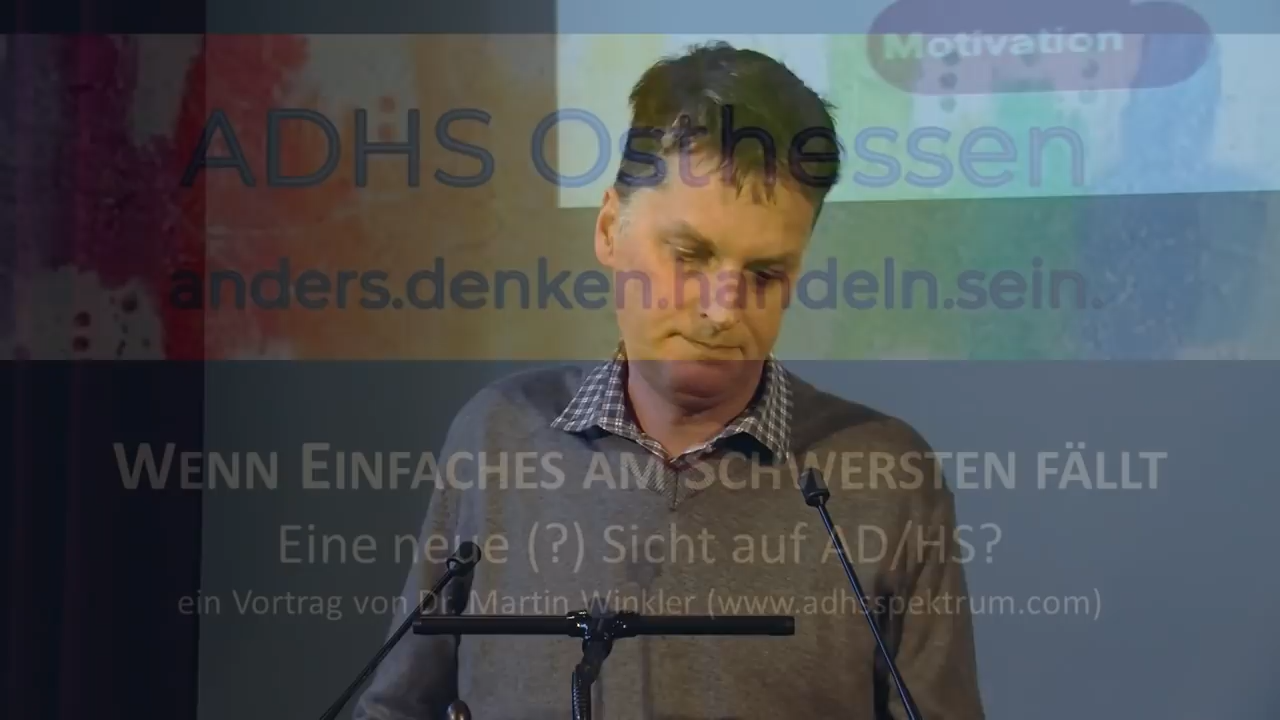 Motivation
ADHS Osthessen
anders.denken.handeln.sein.
WENN EINFACHES AM SCHWERSTEN FÄLLT
Eine neue (?) Sicht auf AD/HS?
ein Vortrag von Dr. Martin Winkler (www.adhsspektrum.com)